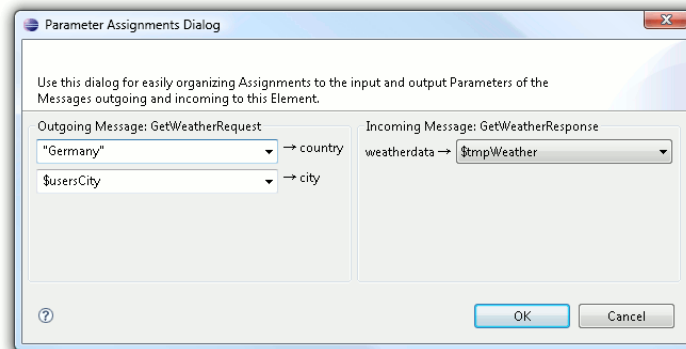 Parameter Assignments Dialog
Use this dialog for easily organizing Assignments to the input and output Parameters of the
Messages outgoing and incoming to this Element.
Outgoing Message: GetWeatherRequest
"Germany" → country
$usersCity → city
Incoming Message: GetWeatherResponse
weatherdata → $tmpWeather
OK
Cancel